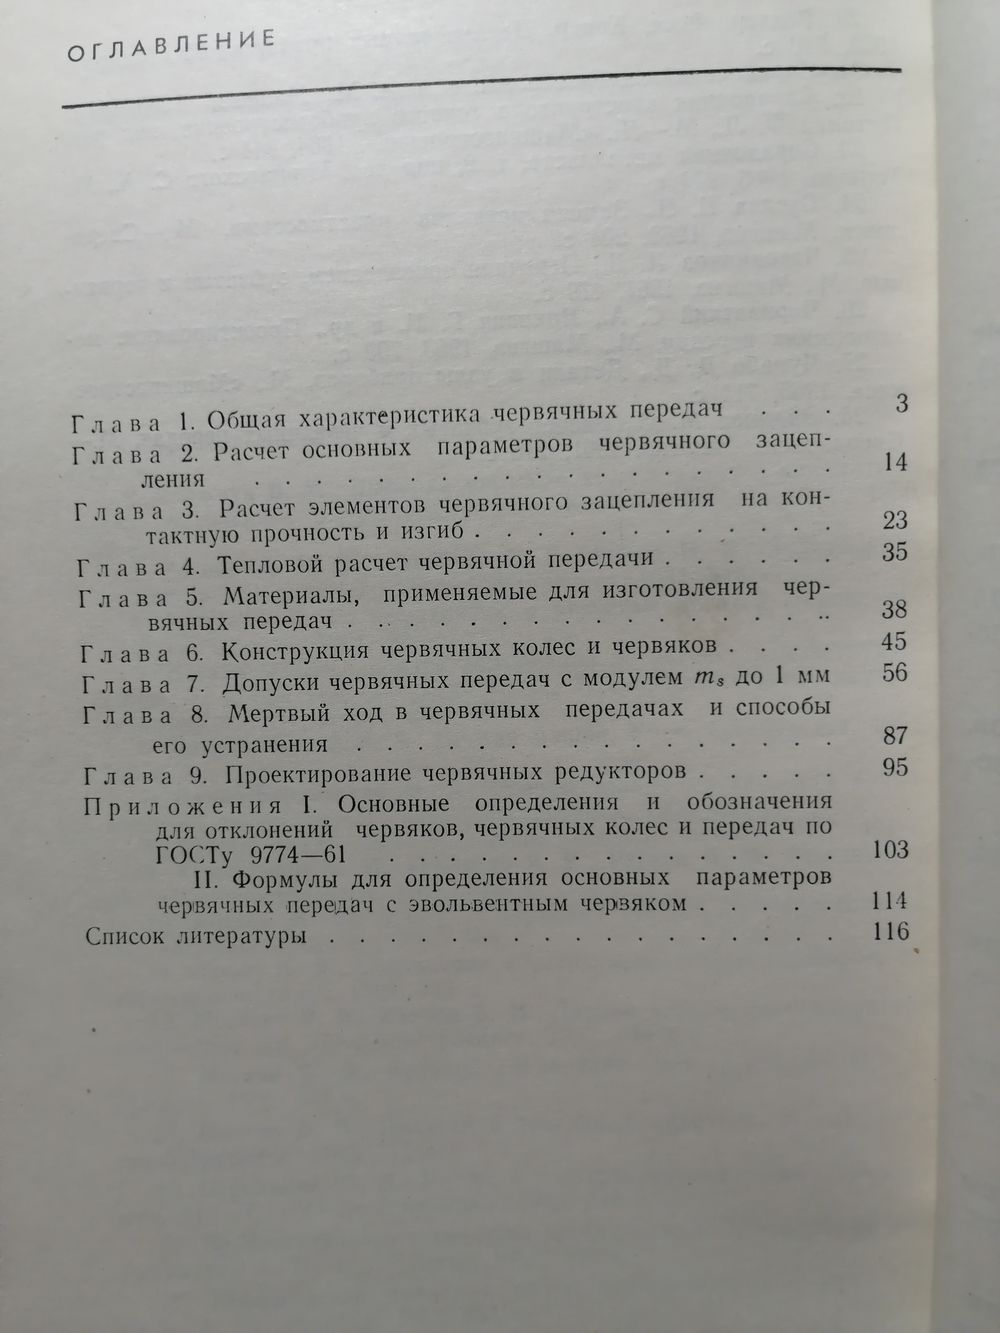 ОГЛАВЛЕНИЕ
Глава 1. Общая характеристика червячных передач . . . 3
Глава 2. Расчет основных параметров червячного зацеп-
ления . . . . . . . . . . . . . . . 14
Глава 3. Расчет элементов червячного зацепления на кон-
тактную прочность и изгиб . . . . . . . . . . 23
Глава 4. Тепловой расчет червячной передачи . . . . . . 35
Глава 5. Материалы, применяемые для изготовления чер-
вячных передач . . . . . . . . . . . . . . . 38
Глава 6. Конструкция червячных колес и червяков . . . . 45
Глава 7. Допуски червячных передач с модулем ms до 1 мм 56
Глава 8. Мертвый ход в червячных передачах и способы
его устранения . . . . . . . . . . . . . . . 87
Глава 9. Проектирование червячных редукторов . . . . . 95
Приложения I. Основные определения и обозначения
для отклонений червяков, червячных колес и передач по
ГОСТу 9774—61 . . . . . . . . . . . . . . 103
II. Формулы для определения основных параметров
червячных передач с эвольвентным червяком . . . . . 114
Список литературы . . . . . . . . . . . . . . . . . 116